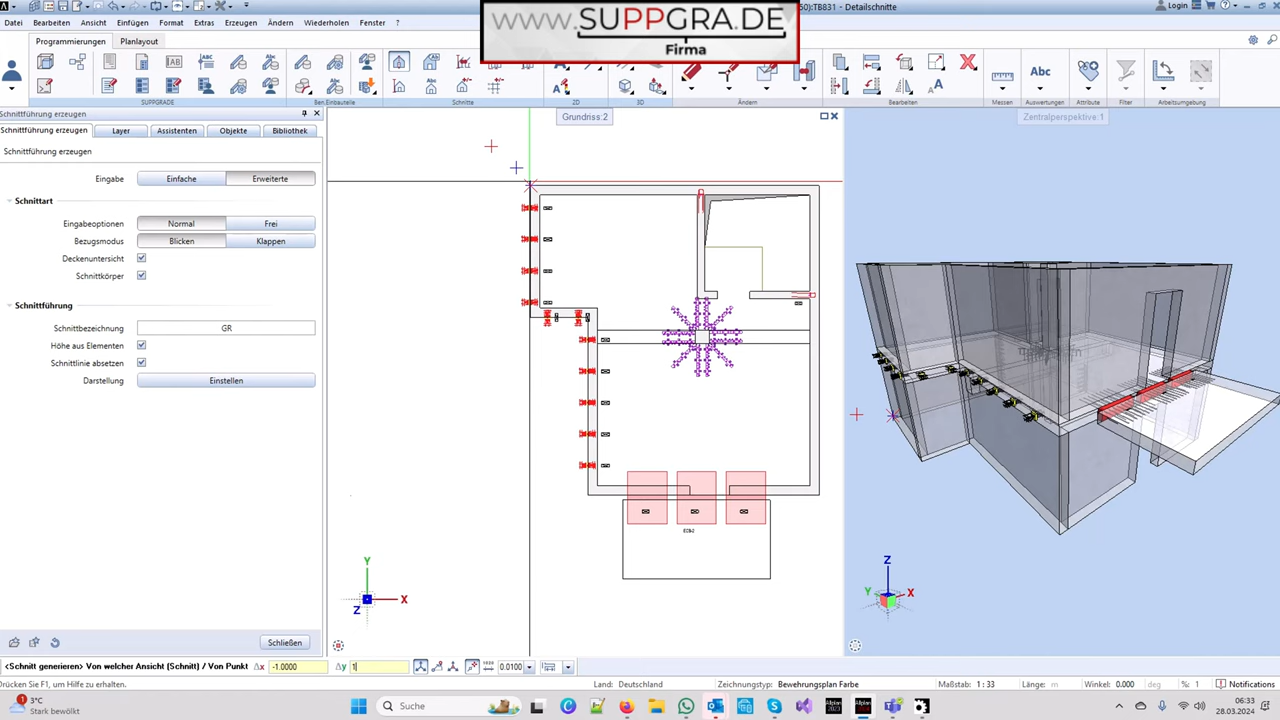 50):TB831 - Detailschnitte
Login
Datei Bearbeiten Ansicht Einfügen Format Extras Erzeugen Ändern Wiederholen Fenster
www.SUPPGRA.DE
Firma
Programmierungen Planlayout
Abc
SUPPGRADE Ben.Einbauteile Schnitte 2D 3D Ändern Bearbeiten Messen Auswertungen Attribute Filter Arbeitsumgebung
Schnittführung erzeugen
Schnittführung erzeugen Layer Assistenten Objekte Bibliothek
Schnittführung erzeugen
Eingabe Einfache Erweiterte
Schnittart
Eingabeoptionen Normal Frei
Bezugsmodus Blicken Klappen
Deckenuntersicht
Schnittkörper
Schnittführung
Schnittbezeichnung GR
Höhe aus Elementen
Schnittlinie absetzen
Darstellung Einstellen
Schließen
Grundriss:2
Zentralperspektive:1
Y
X
Z
Z
Y
X
<Schnitt generieren> Von welcher Ansicht (Schnitt) / Von Punkt Δx -1.0000 Δy 1 0.0100
Drücken Sie F1, um Hilfe zu erhalten. Land: Deutschland Zeichnungstyp: Bewehrungsplan Farbe Maßstab: 1 : 33 Länge: m Winkel: 0.000 deg % 1 Notifications
3°C
Stark bewölkt
Suche
06:33
28.03.2024